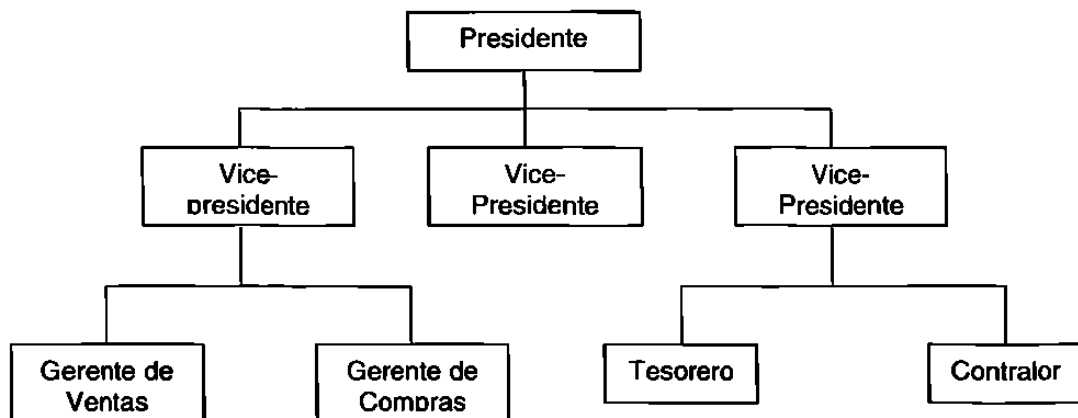 Presidente
Vice-
presidente
Vice-
Presidente
Vice-
Presidente
Gerente de
Ventas
Gerente de
Compras
Tesorero
Contralor